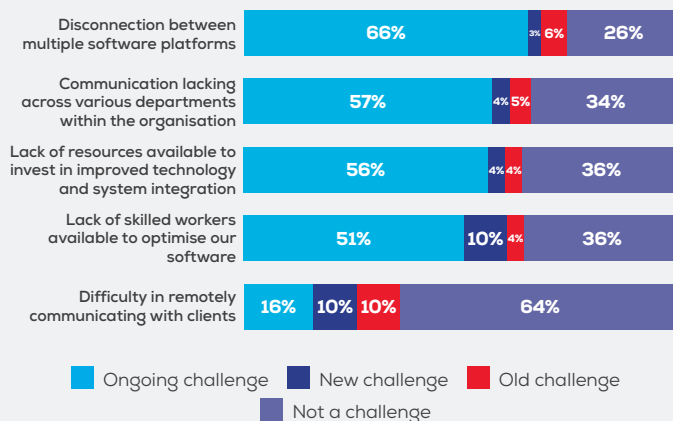 Disconnection between
multiple software platforms
66% 3% 6% 26%
Communication lacking
across various departments
within the organisation
57% 4% 5% 34%
Lack of resources available to
invest in improved technology
and system integration
56% 4% 4% 36%
Lack of skilled workers
available to optimise our
software
51% 10% 4% 36%
Difficulty in remotely
communicating with clients
16% 10% 10% 64%
Ongoing challenge New challenge Old challenge
Not a challenge